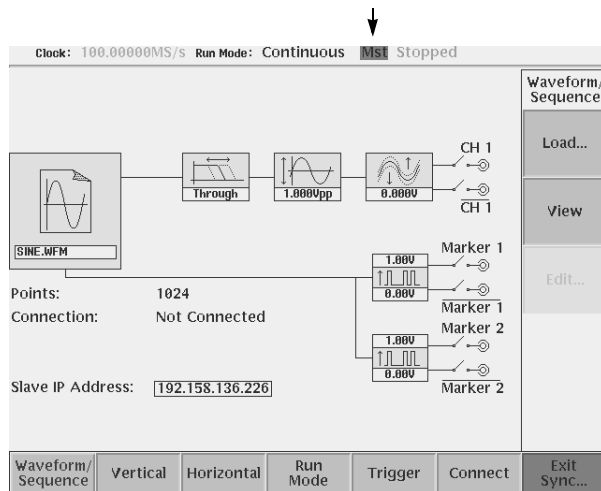 Clock: 100.00000MS/s Run Mode: Continuous Mst Stopped
Waveform/
Sequence
Load...
View
Edit...
CH 1
Through
1.000Vpp
0.000V
CH 1
SINE.WFM
Marker 1
1.00V
0.00V
Marker 1
Points: 1024
Connection: Not Connected
Marker 2
1.00V
0.00V
Marker 2
Slave IP Address: 192.158.136.226
Waveform/
Sequence
Vertical
Horizontal
Run
Mode
Trigger
Connect
Exit
Sync...